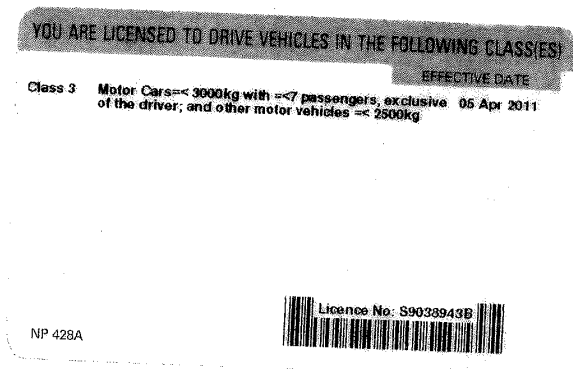 YOU ARE LICENSED TO DRIVE VEHICLES IN THE FOLLOWING CLASS(ES)
EFFECTIVE DATE
Class 3 Motor Cars=< 3000kg with =<7 passengers, exclusive 05 Apr 2011
of the driver; and other motor vehicles =< 2500kg
Licence No: S9038943B
NP 428A